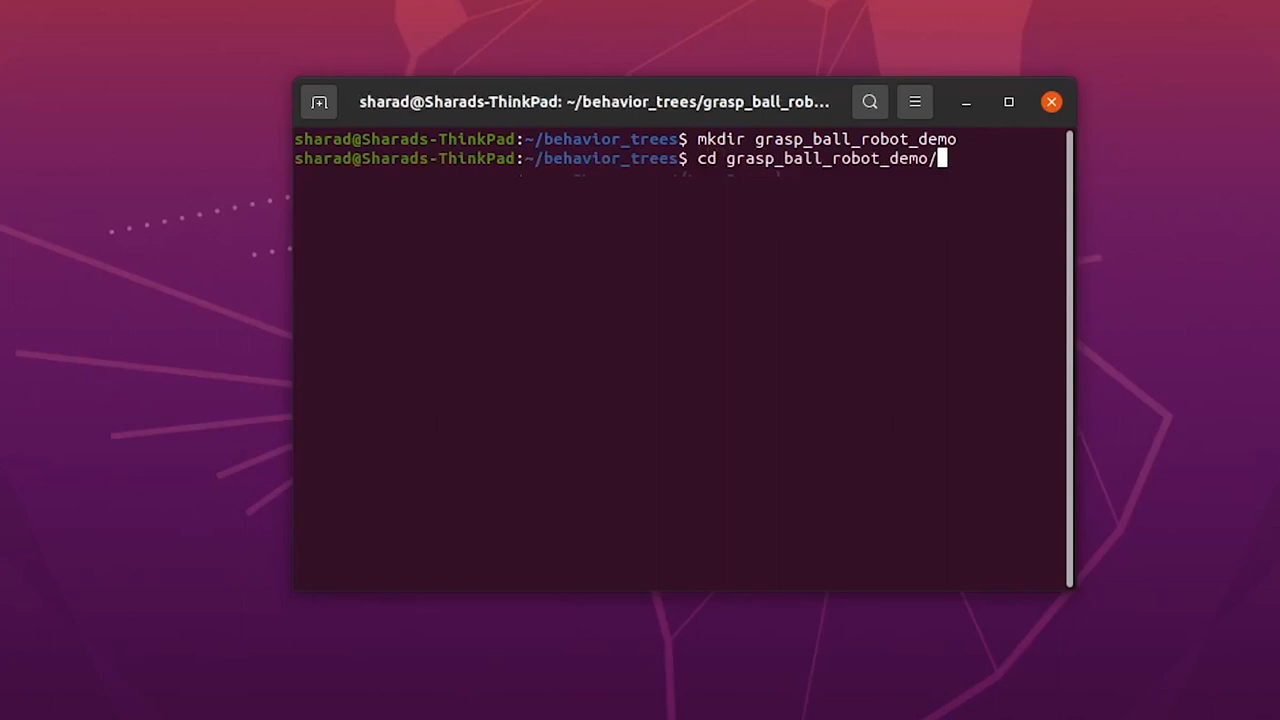 sharad@Sharads-ThinkPad: ~/behavior_trees/grasp_ball_rob...
sharad@Sharads-ThinkPad:~/behavior_trees$ mkdir grasp_ball_robot_demo
sharad@Sharads-ThinkPad:~/behavior_trees$ cd grasp_ball_robot_demo/